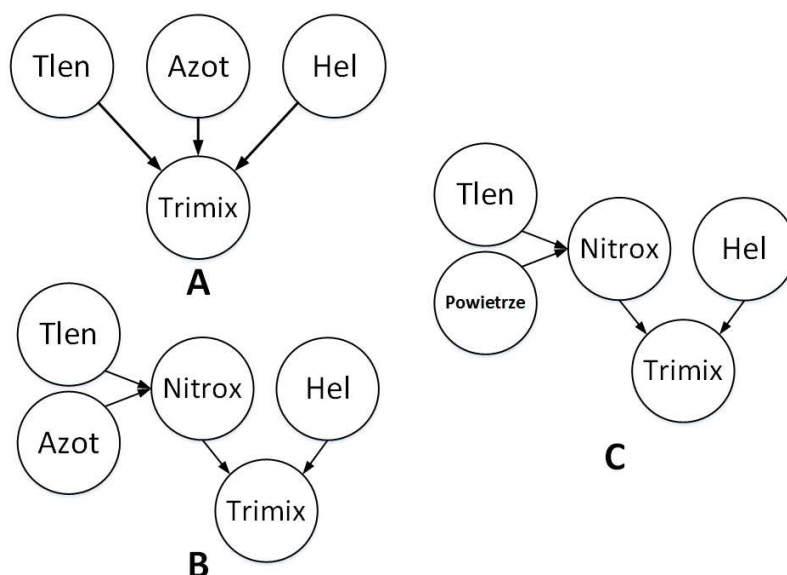 Tlen Azot Hel
Trimix
A
Tlen
Azot
Nitrox Hel
Trimix
B
Tlen
Powietrze
Nitrox Hel
Trimix
C